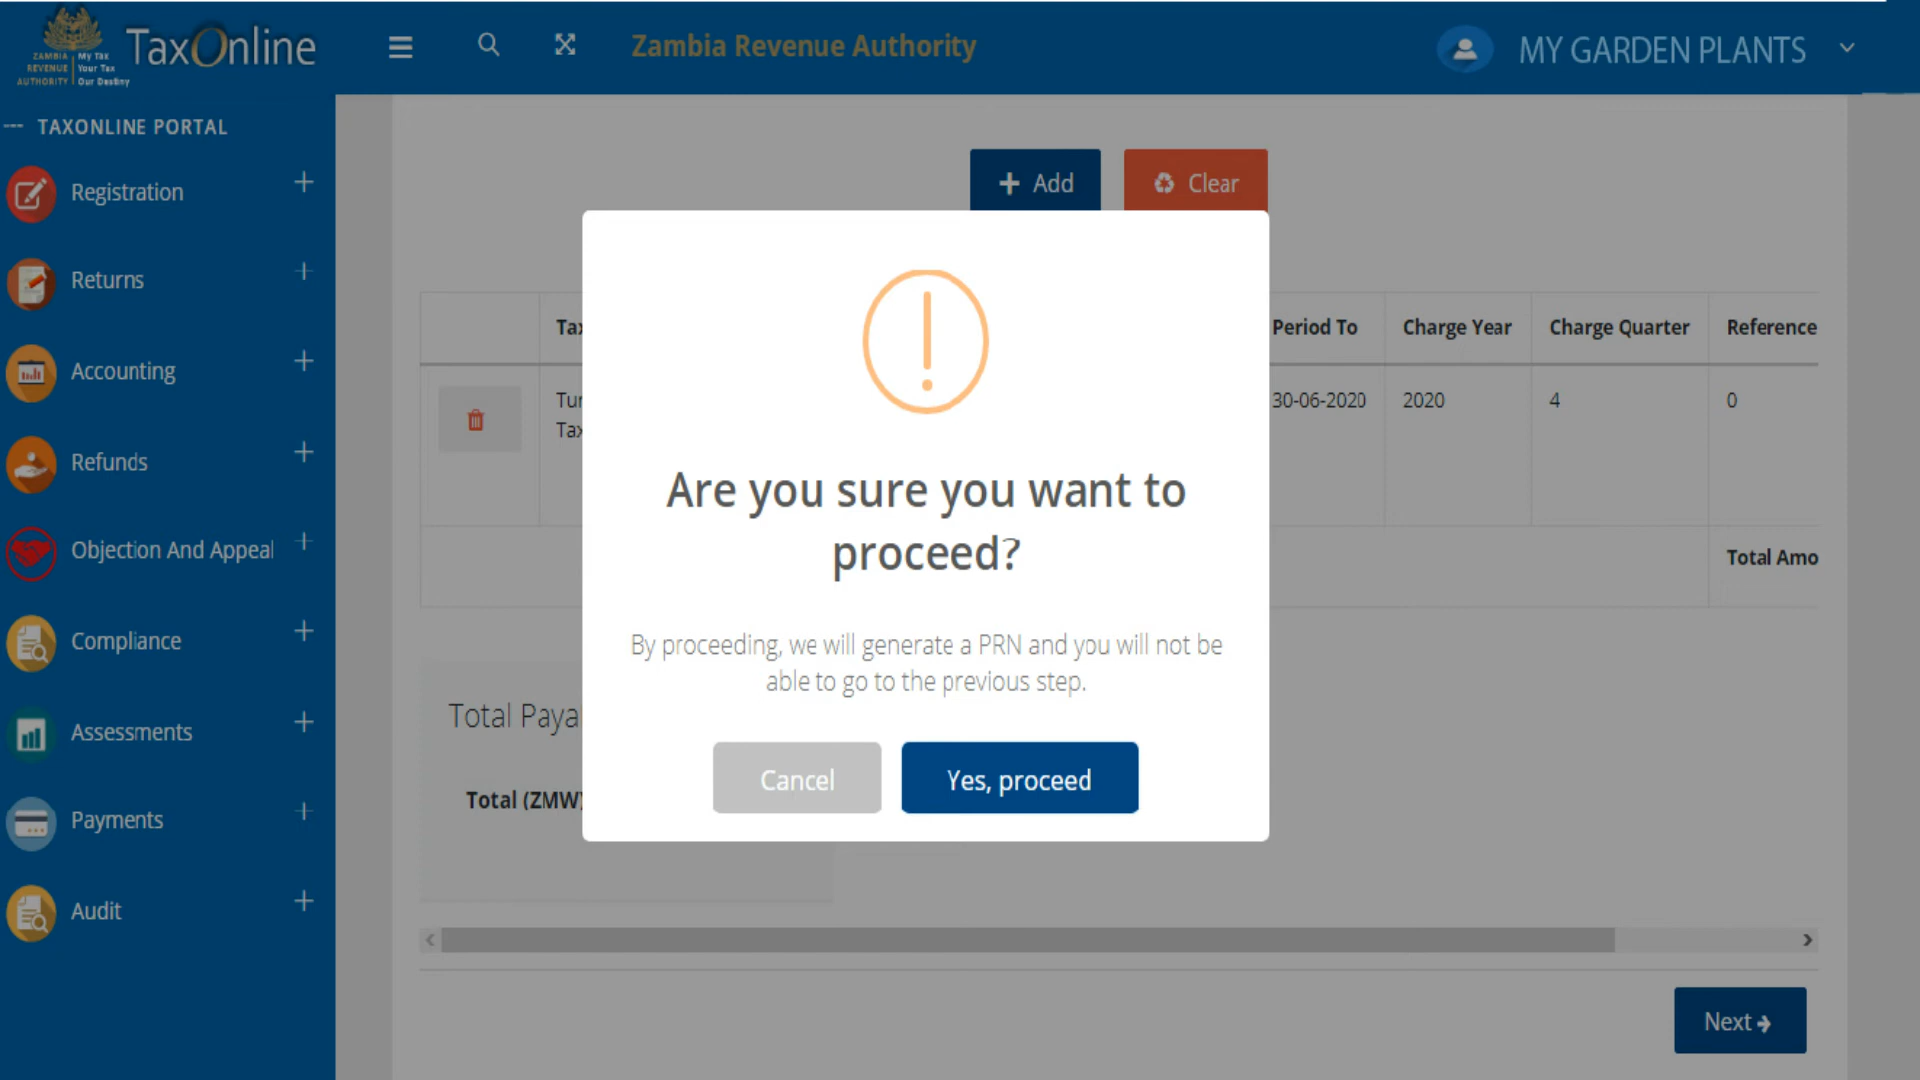 ZAMBIA
REVENUE
AUTHORITY
My Tax
Your Tax
Our Destiny
TaxOnline
Zambia Revenue Authority
MY GARDEN PLANTS
--- TAXONLINE PORTAL
Registration
Returns
Accounting
Refunds
Objection And Appeal
Compliance
Assessments
Payments
Audit
+ Add
Clear
Period To
Charge Year
Charge Quarter
Reference
30-06-2020
2020
4
0
Total Amo
Total Paya
Total (ZMW)
Are you sure you want to
proceed?
By proceeding, we will generate a PRN and you will not be
able to go to the previous step.
Cancel
Yes, proceed
Next